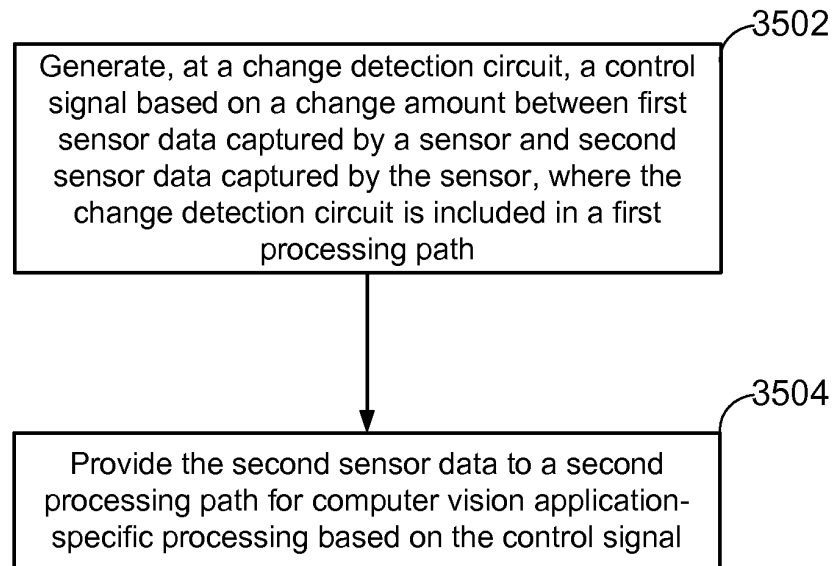 3502
Generate, at a change detection circuit, a control
signal based on a change amount between first
sensor data captured by a sensor and second
sensor data captured by the sensor, where the
change detection circuit is included in a first
processing path
3504
Provide the second sensor data to a second
processing path for computer vision application-
specific processing based on the control signal